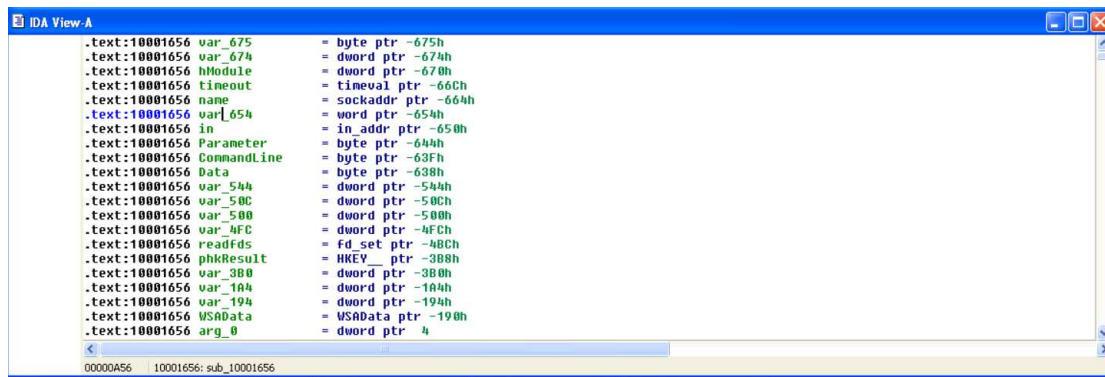 IDA View-A
.text:10001656 var_675 = byte ptr -675h
.text:10001656 var_674 = dword ptr -674h
.text:10001656 hModule = dword ptr -670h
.text:10001656 timeout = timeval ptr -66Ch
.text:10001656 name = sockaddr ptr -664h
.text:10001656 var_654 = word ptr -654h
.text:10001656 in = in_addr ptr -650h
.text:10001656 Parameter = byte ptr -644h
.text:10001656 CommandLine = byte ptr -63Fh
.text:10001656 Data = byte ptr -638h
.text:10001656 var_544 = dword ptr -544h
.text:10001656 var_50C = dword ptr -50Ch
.text:10001656 var_500 = dword ptr -500h
.text:10001656 var_4FC = dword ptr -4FCh
.text:10001656 readfds = fd_set ptr -4BCh
.text:10001656 phkResult = HKEY__ ptr -3B8h
.text:10001656 var_3B0 = dword ptr -3B0h
.text:10001656 var_1A4 = dword ptr -1A4h
.text:10001656 var_194 = dword ptr -194h
.text:10001656 WSAData = WSAData ptr -190h
.text:10001656 arg_0 = dword ptr 4
00000A56 10001656: sub_10001656